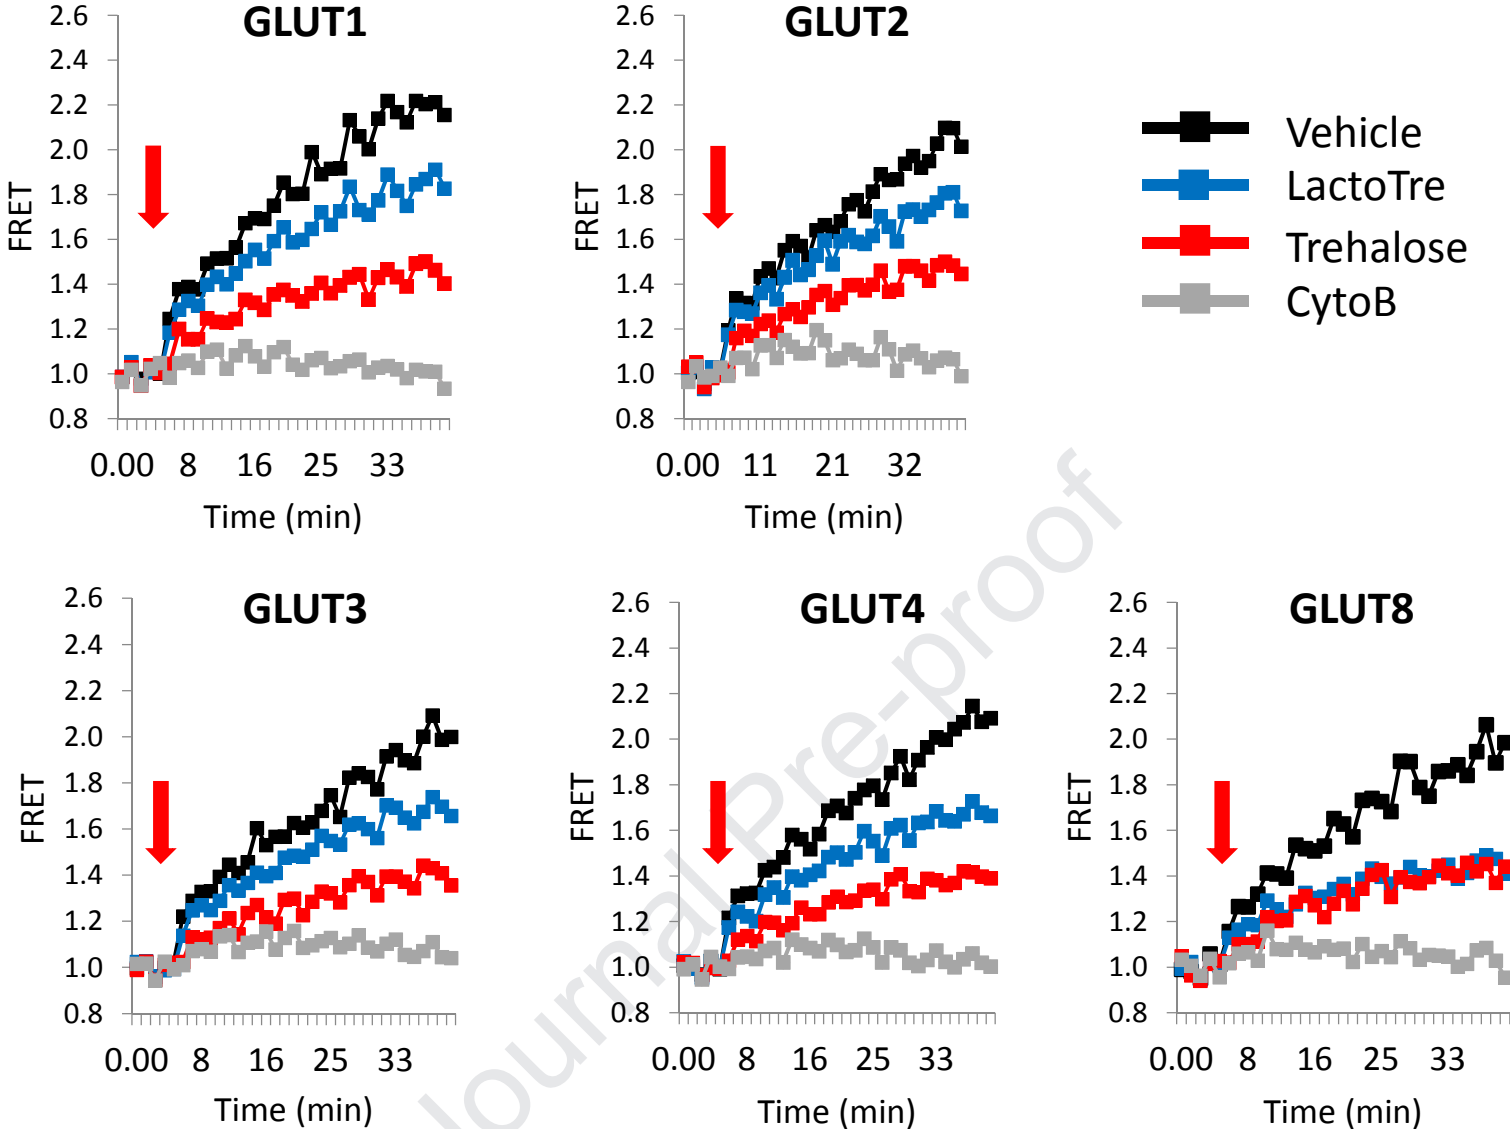 GLUT1
2.6
2.4
2.2
2.0
1.8
1.6
1.4
1.2
1.0
0.8
FRET
0.00 8 16 25 33
Time (min)
GLUT2
2.6
2.4
2.2
2.0
1.8
1.6
1.4
1.2
1.0
0.8
FRET
0.00 11 21 32
Time (min)
Vehicle
LactoTre
Trehalose
CytoB
GLUT3
2.6
2.4
2.2
2.0
1.8
1.6
1.4
1.2
1.0
0.8
FRET
0.00 8 16 25 33
Time (min)
GLUT4
2.6
2.4
2.2
2.0
1.8
1.6
1.4
1.2
1.0
0.8
FRET
0.00 8 16 25 33
Time (min)
GLUT8
2.6
2.4
2.2
2.0
1.8
1.6
1.4
1.2
1.0
0.8
FRET
0.00 8 16 25 33
Time (min)
Journal Pre-proof